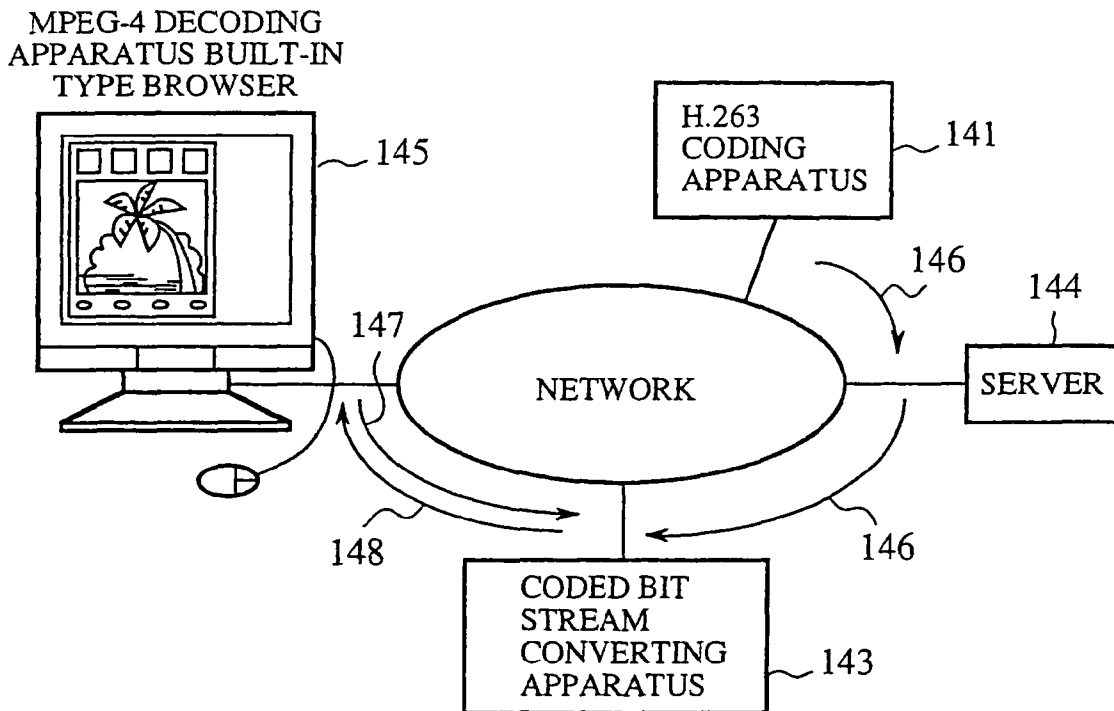 MPEG-4 DECODING
APPARATUS BUILT-IN
TYPE BROWSER
145
H.263
CODING
APPARATUS
141
146
144
SERVER
147
NETWORK
148
146
CODED BIT
STREAM
CONVERTING
APPARATUS
143